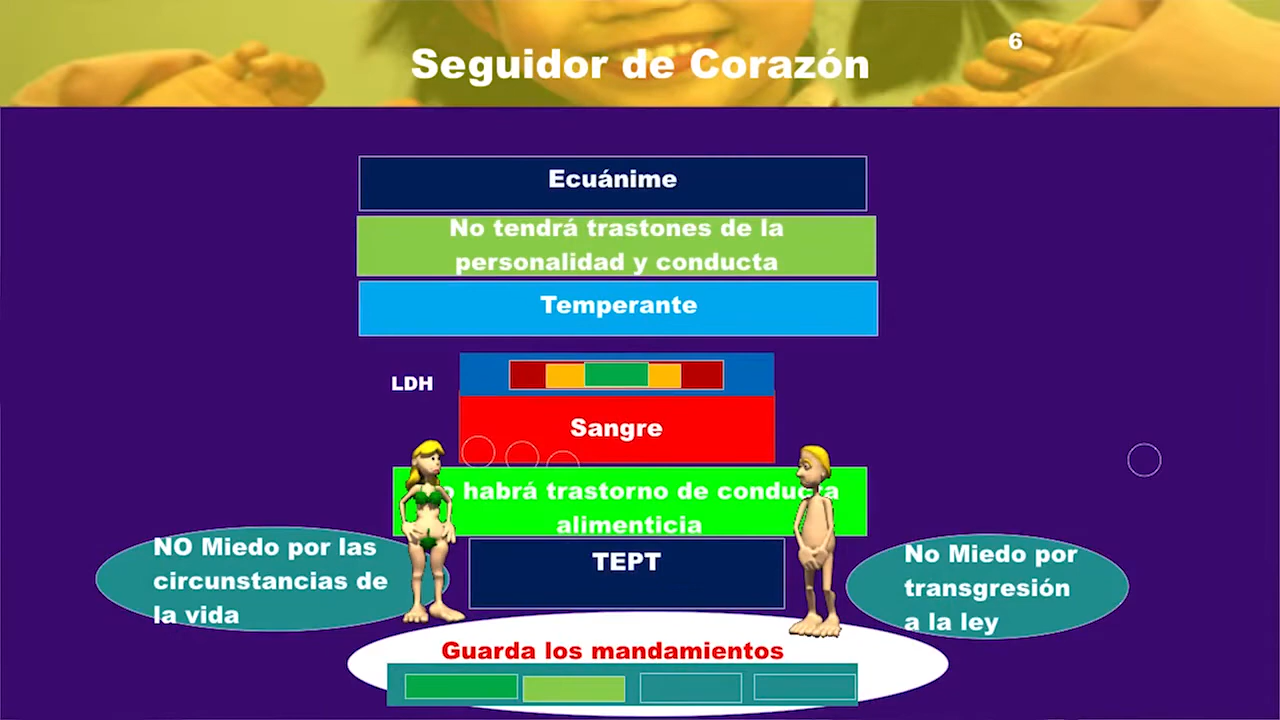 6
Seguidor de Corazón
Ecuánime
No tendrá trastones de la
personalidad y conducta
Temperante
LDH
Sangre
habrá trastorno de conducta
alimenticia
TEPT
NO Miedo por las
circunstancias de
la vida
No Miedo por
transgresión
a la ley
Guarda los mandamientos